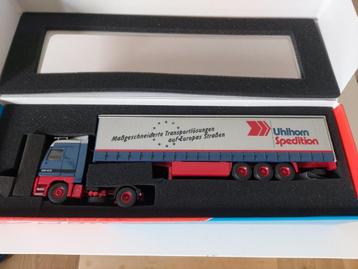 Maßgeschneiderte Transportlösungen
auf Europas Straßen
Uhlhorn
Spedition